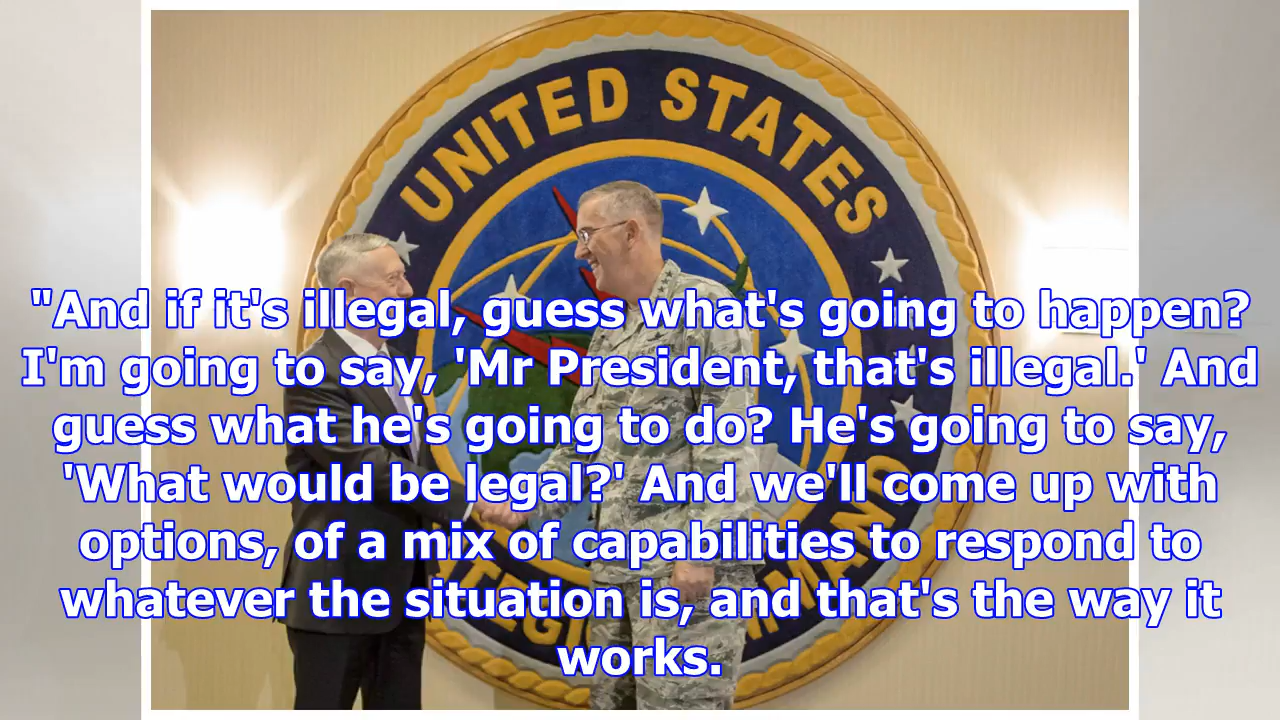 UNITED STATES
"And if it's illegal, guess what's going to happen?
I'm going to say, 'Mr President, that's illegal.' And
guess what he's going to do? He's going to say,
'What would be legal?' And we'll come up with
options, of a mix of capabilities to respond to
whatever the situation is, and that's the way it
works.